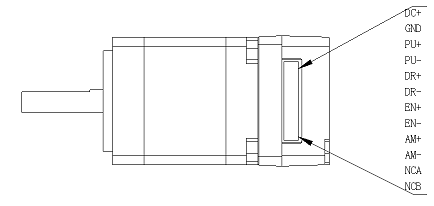 DC+
GND
PU+
PU-
DR+
DR-
EN+
EN-
AM+
AM-
NCA
NCB